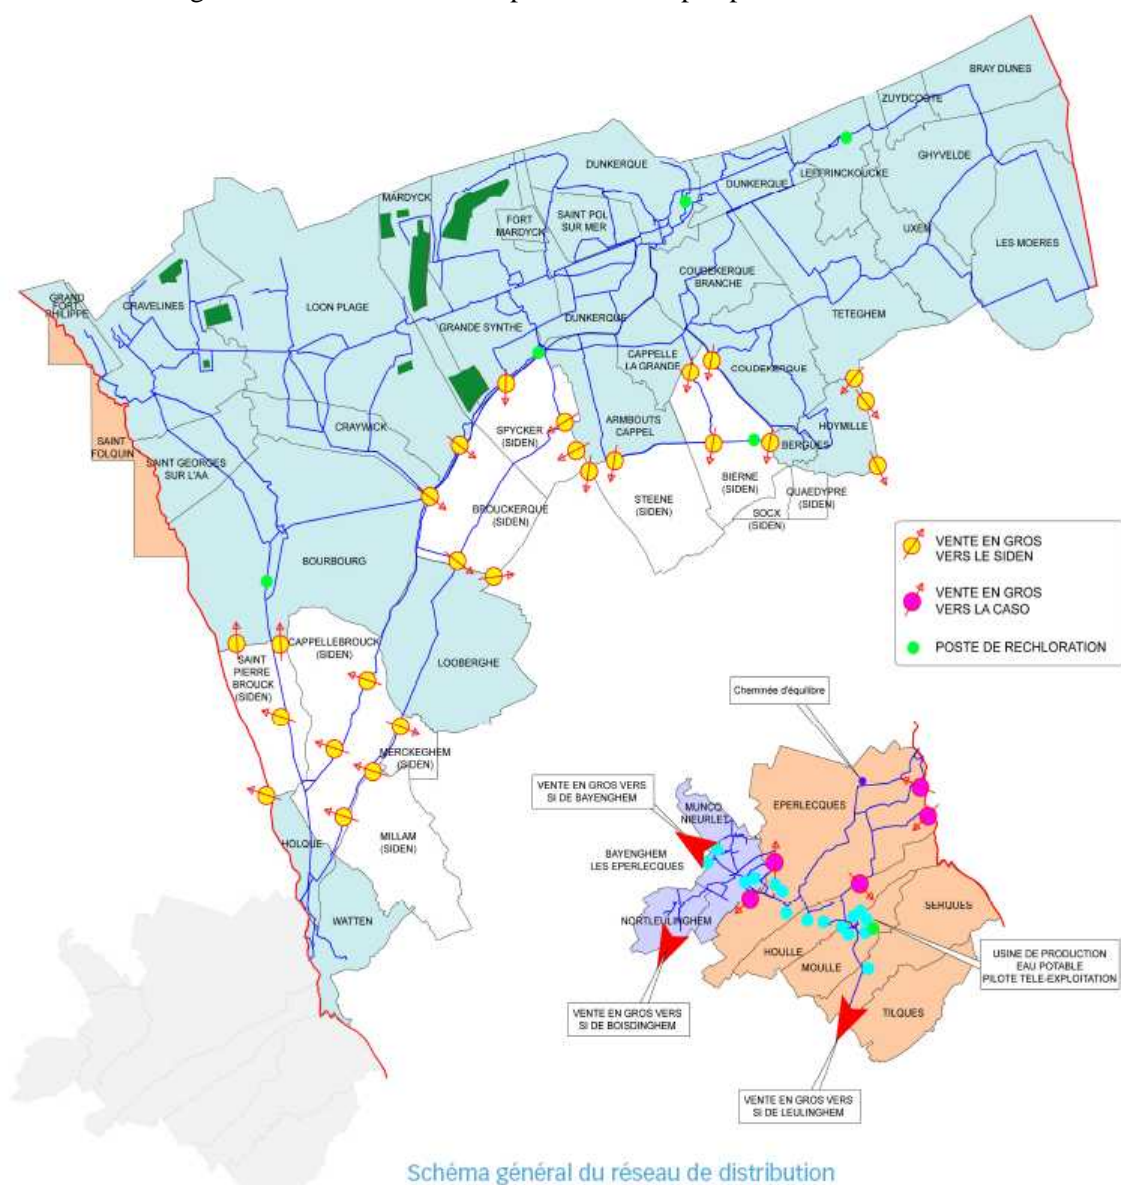 BRAY DUNES
ZUYDCOOTE
DUNKERQUE
GHYVELDE
LEFFRINCKOUCKE
DUNKERQUE
MARDYCK
FORT
MARDYCK
SAINT POL
SUR MER
UXEM
LES MOERES
COUDEKERQUE
BRANCHE
GRAND
FORT
PHILIPPE
GRAVELINES
LOON PLAGE
TETEGHEM
GRANDE SYNTHE
DUNKERQUE
CAPPELLE
LA GRANDE
COUDEKERQUE
CRAYWICK
SPYCKER
(SIDEN)
ARMBOUTS
CAPPEL
HOYMILLE
BERGUES
SAINT
FOLQUIN
SAINT GEORGES
SUR L'AA
BIERNE
(SIDEN)
QUAEDYPRE
(SIDEN)
STEENE
(SIDEN)
SOCX
(SIDEN)
BROUCKERQUE
(SIDEN)
BOURBOURG
VENTE EN GROS
VERS LE SIDEN
VENTE EN GROS
VERS LA CASO
POSTE DE RECHLORATION
CAPPELLEBROUCK
(SIDEN)
LOOBERGHE
SAINT
PIERRE
BROUCK
(SIDEN)
MERCKEGHEM
(SIDEN)
MILLAM
(SIDEN)
HOLQUE
WATTEN
Cheminée d'équilibre
VENTE EN GROS VERS
SI DE BAYENGHEM
MUNCQ
NIEURLET
EPERLECQUES
BAYENGHEM
LES EPERLECQUES
NORTLEULINGHEM
SERQUES
HOULLE
MOULLE
TILQUES
USINE DE PRODUCTION
EAU POTABLE
PILOTE TELE-EXPLOITATION
VENTE EN GROS VERS
SI DE BOISDINGHEM
VENTE EN GROS VERS
SI DE LEULINGHEM
Schéma général du réseau de distribution